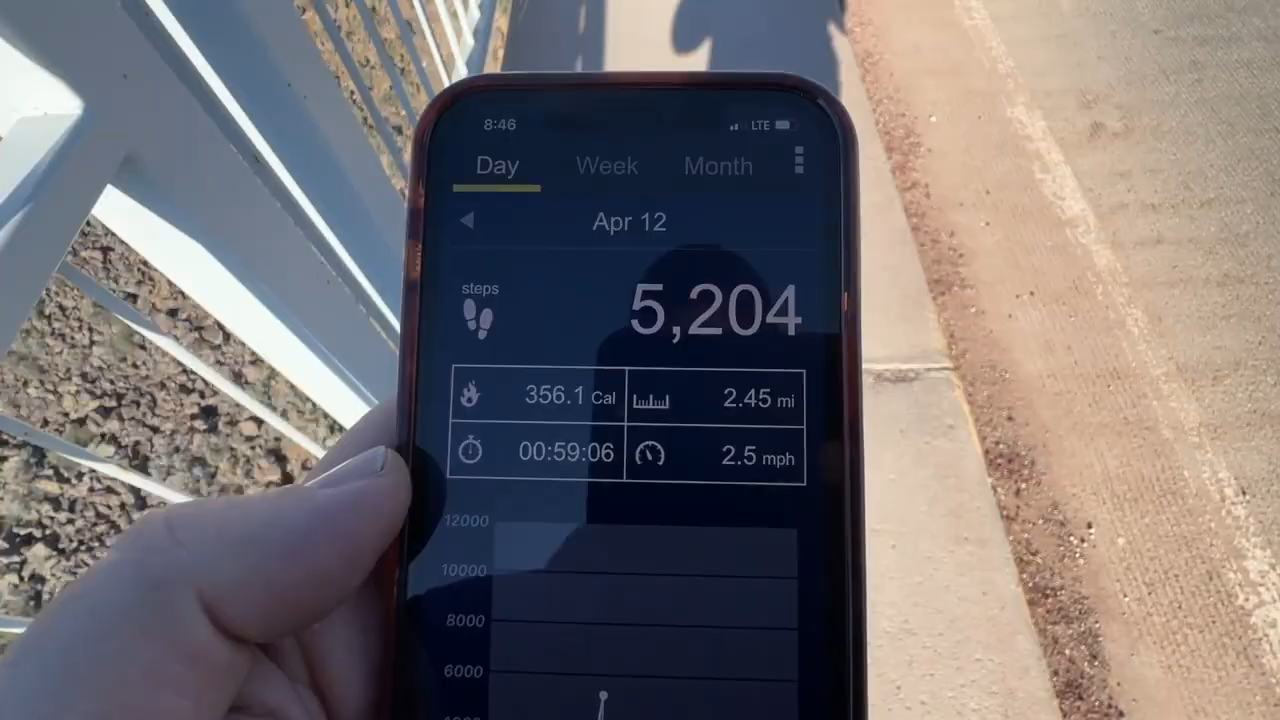 8:46 LTE
Day Week Month
Apr 12
steps
5,204
356.1 Cal 2.45 mi
00:59:06 2.5 mph
12000
10000
8000
6000